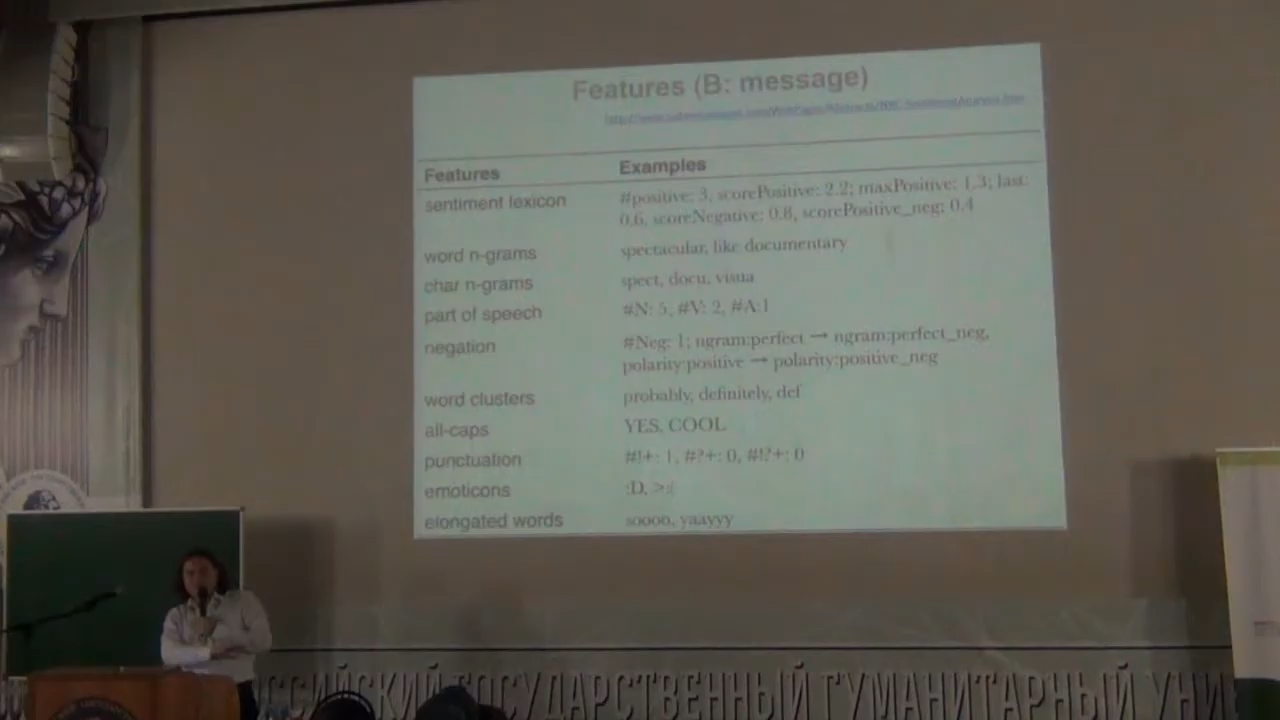 Features (B: message)
Features Examples
sentiment lexicon #positive: 3, scorePositive: 2.2; maxPositive: 1.3; last:
0.6, scoreNegative: 0.8, scorePositive_neg: 0.4
word n-grams spectacular, like documentary
char n-grams spect, docu, visua
part of speech #N: 5, #V: 2, #A:1
negation #Neg: 1; ngram:perfect → ngram:perfect_neg,
polarity:positive → polarity:positive_neg
word clusters probably, definitely, def
all-caps YES, COOL
punctuation #!+: 1, #?+: 0, #!?+: 0
emoticons :D, >:(
elongated words soooo, yaayyy
ГОСУДАРСТВЕННЫЙ ГУМАНИТАРНЫЙ УНИ